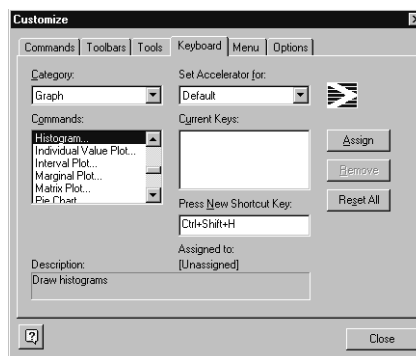 Customize
Commands Toolbars Tools Keyboard Menu Options
Category:
Graph
Set Accelerator for:
Default
Commands:
Histogram...
Individual Value Plot...
Interval Plot...
Marginal Plot...
Matrix Plot...
Pie Chart...
Current Keys:
Press New Shortcut Key:
Ctrl+Shift+H
Assigned to:
[Unassigned]
Assign
Remove
Reset All
Description:
Draw histograms
?
Close